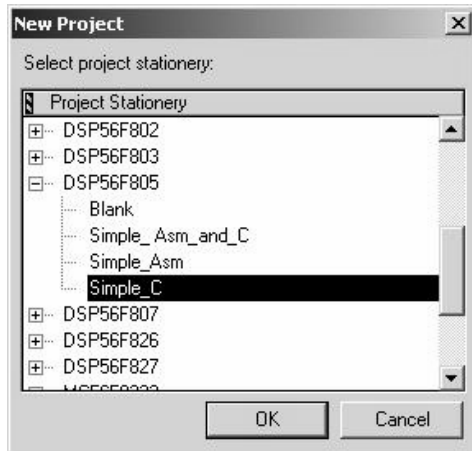 New Project
Select project stationery:
Project Stationery
DSP56F802
DSP56F803
DSP56F805
Blank
Simple_ Asm_and_C
Simple_Asm
Simple_C
DSP56F807
DSP56F826
DSP56F827
OK Cancel